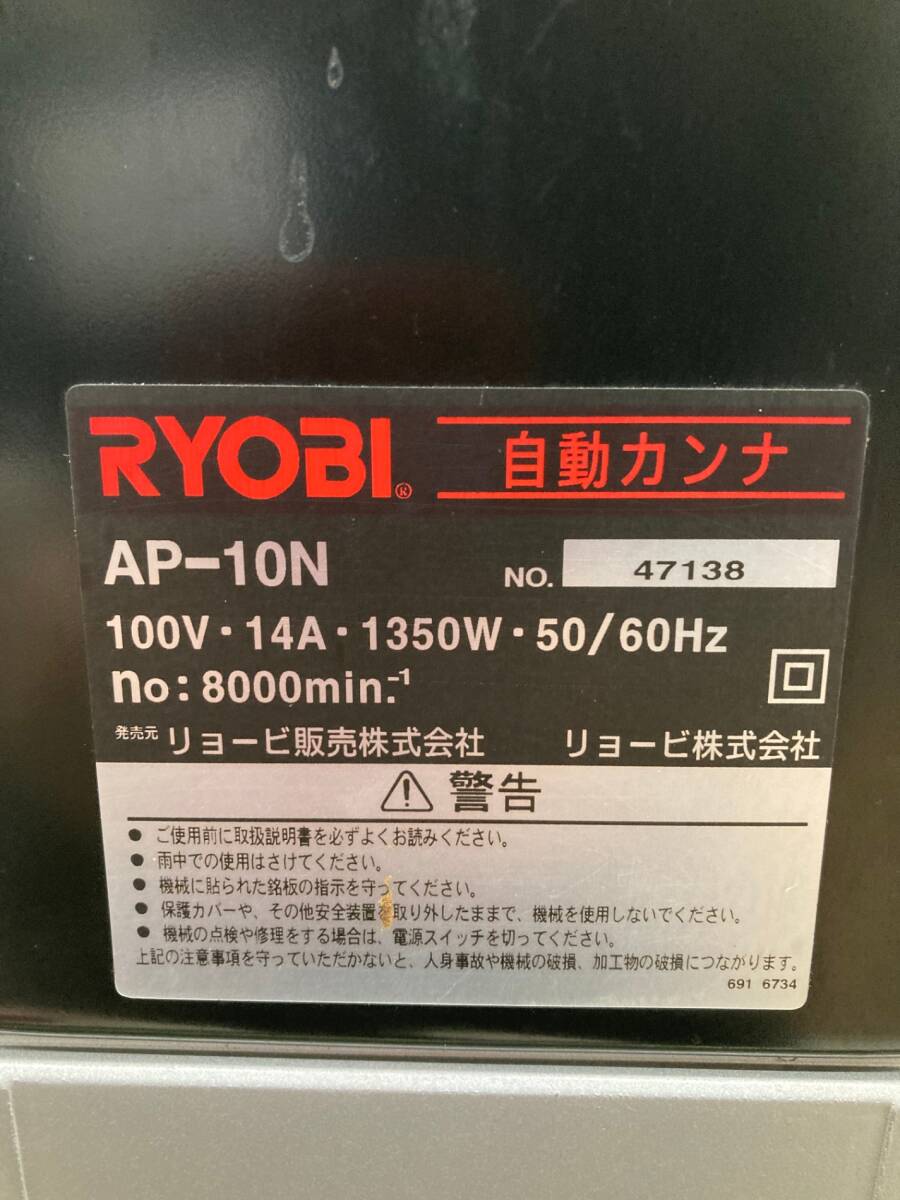 RYOBI® 自動カンナ
AP-10N NO. 47138
100V・14A・1350W・50/60Hz
no: 8000min.⁻¹
発売元 リョービ販売株式会社 リョービ株式会社
警告
● ご使用前に取扱説明書を必ずよくお読みください。
● 雨中での使用はさけてください。
● 機械に貼られた銘板の指示を守ってください。
● 保護カバーや、その他安全装置を取り外したままで、機械を使用しないでください。
● 機械の点検や修理をする場合は、電源スイッチを切ってください。
上記の注意事項を守っていただかないと、人身事故や機械の破損、加工物の破損につながります。
691 6734